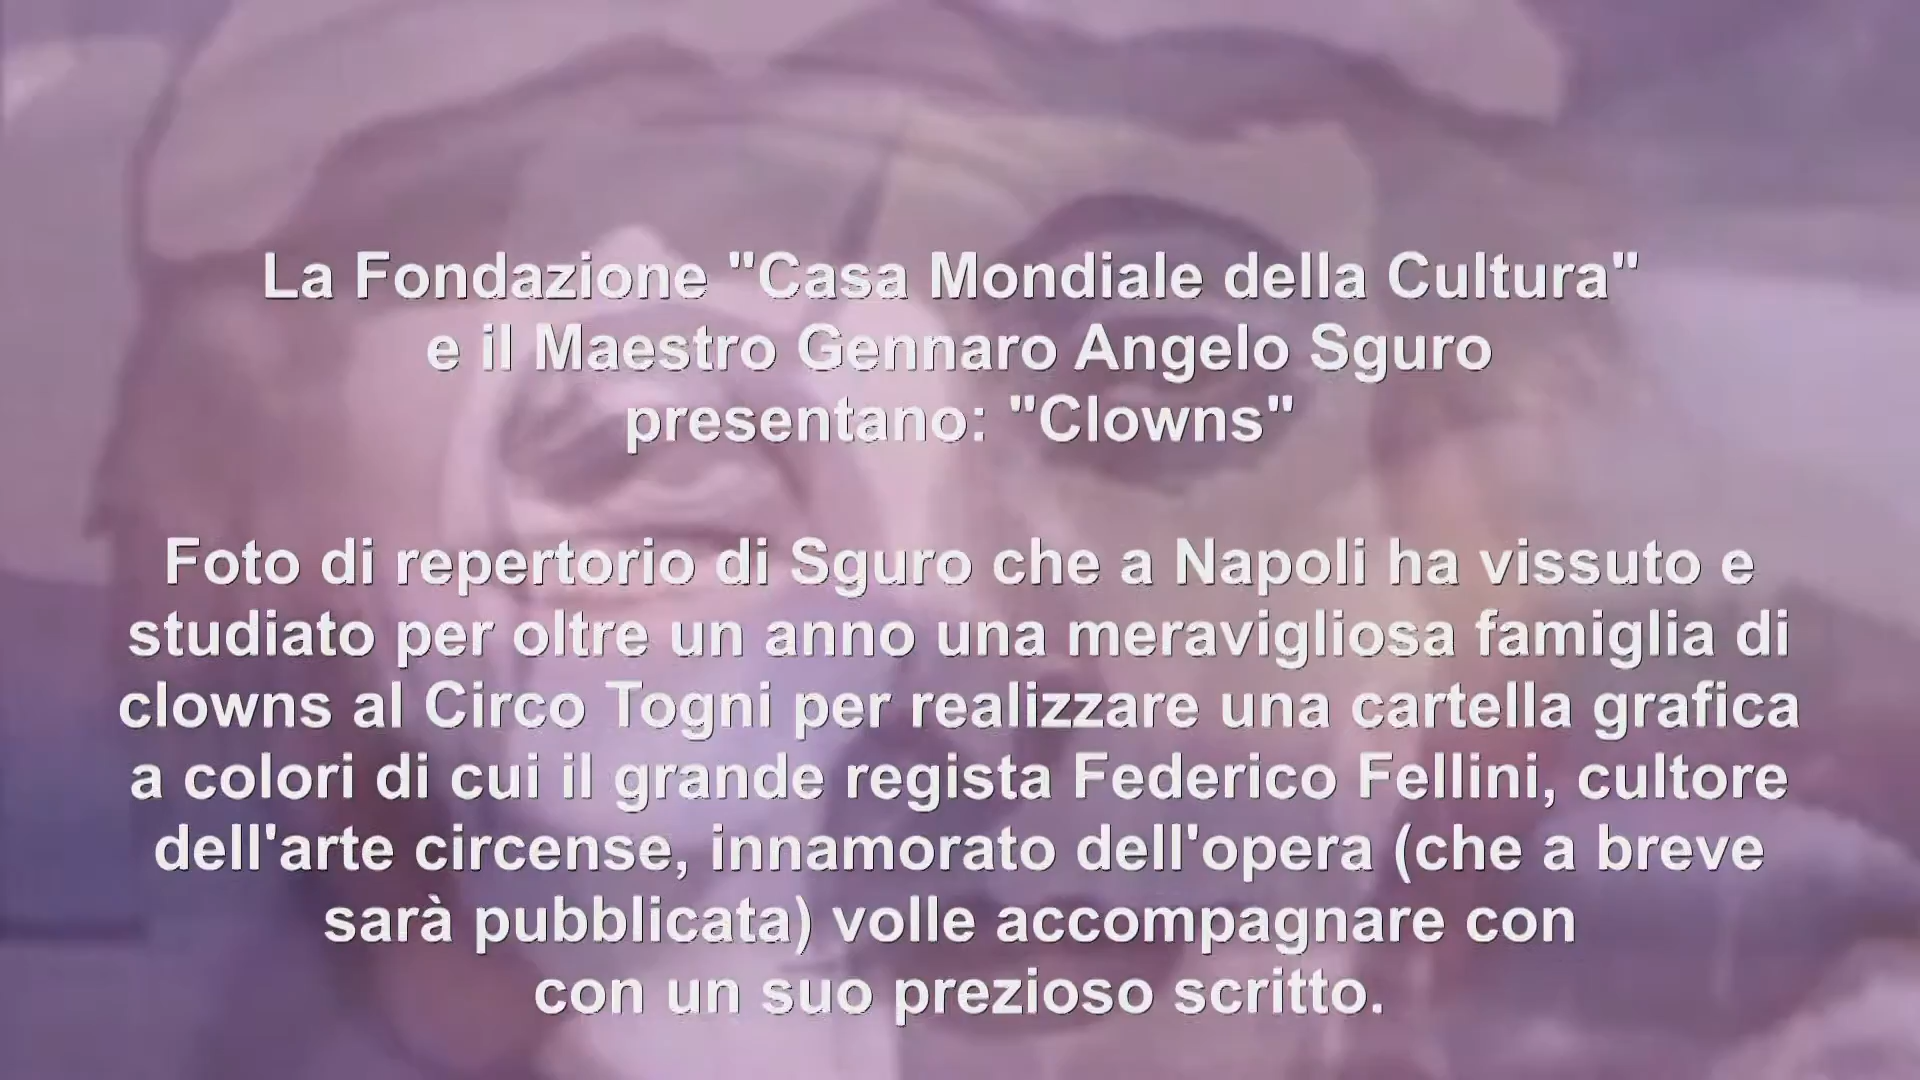 La Fondazione "Casa Mondiale della Cultura"
e il Maestro Gennaro Angelo Sguro
presentano: "Clowns"
Foto di repertorio di Sguro che a Napoli ha vissuto e
studiato per oltre un anno una meravigliosa famiglia di
clowns al Circo Togni per realizzare una cartella grafica
a colori di cui il grande regista Federico Fellini, cultore
dell'arte circense, innamorato dell'opera (che a breve
sarà pubblicata) volle accompagnare con
con un suo prezioso scritto.